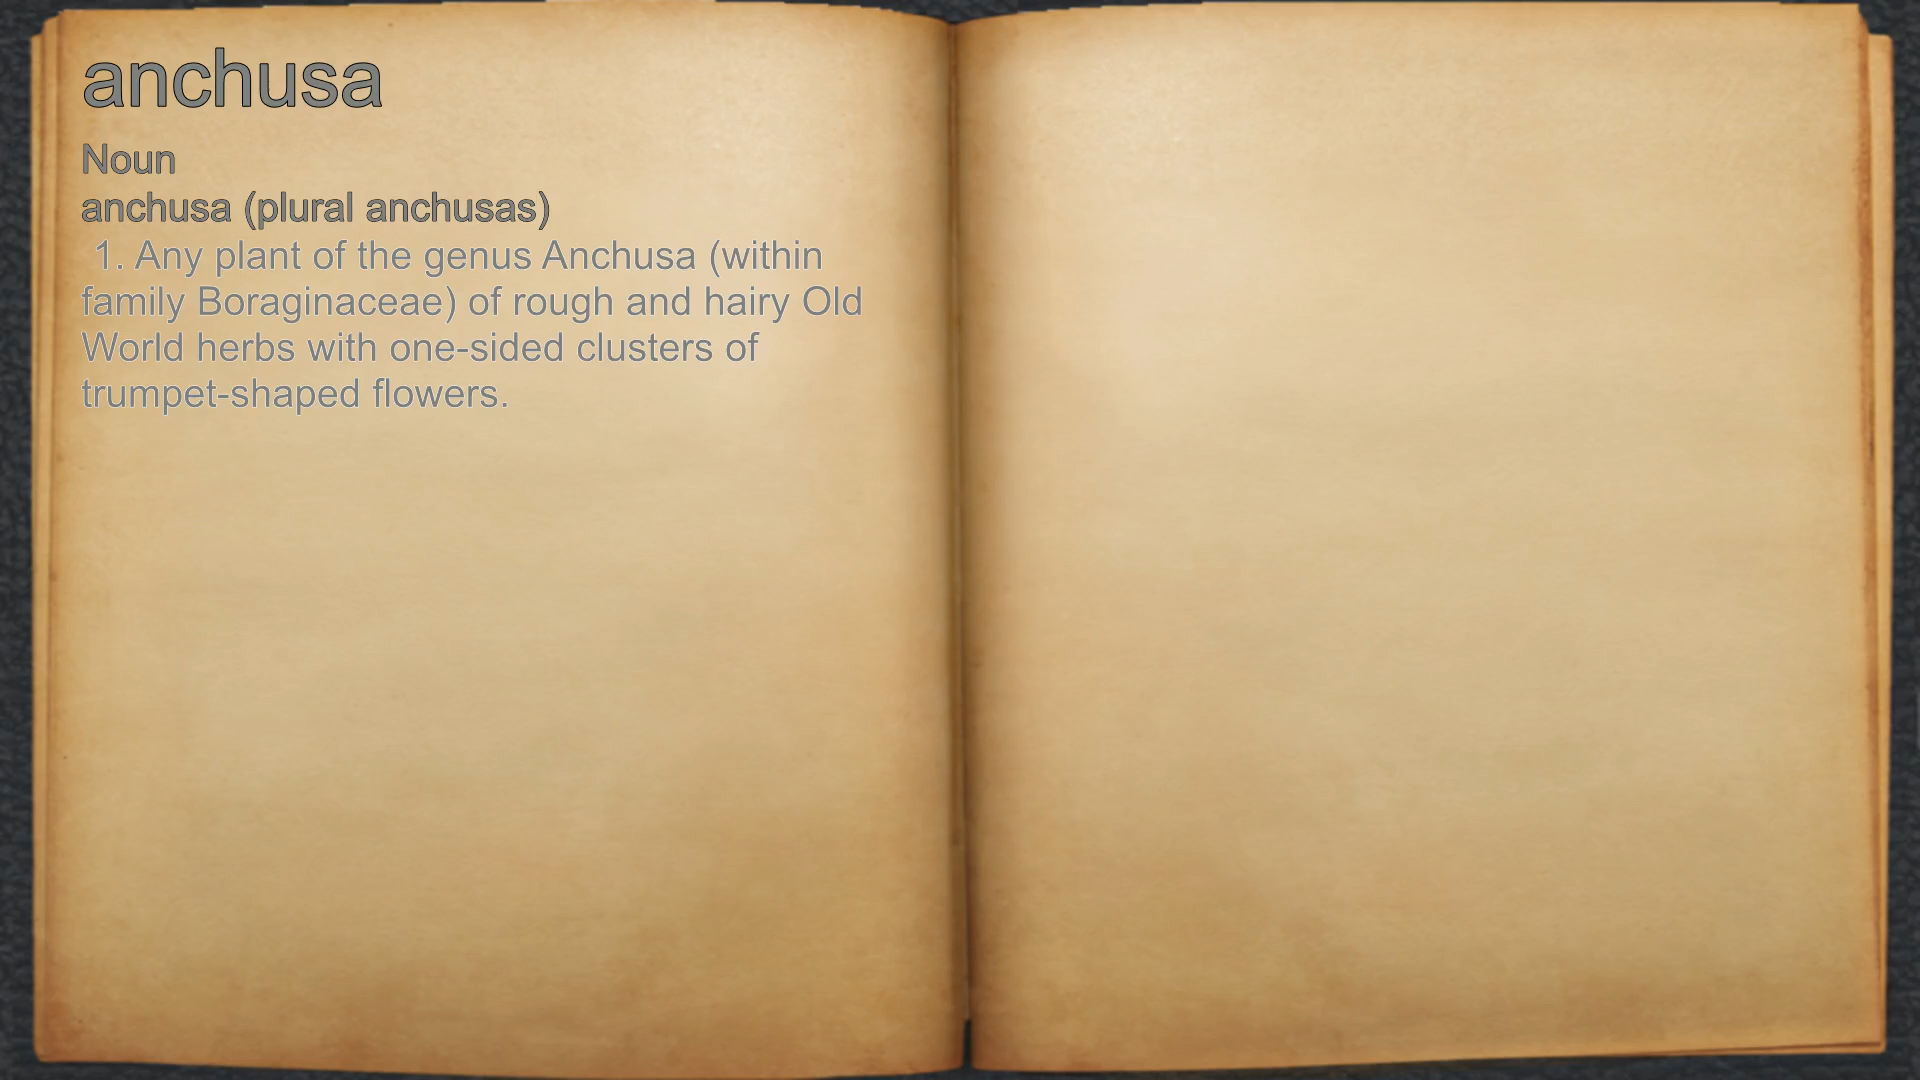 anchusa
Noun
anchusa (plural anchusas)
1. Any plant of the genus Anchusa (within
family Boraginaceae) of rough and hairy Old
World herbs with one-sided clusters of
trumpet-shaped flowers.